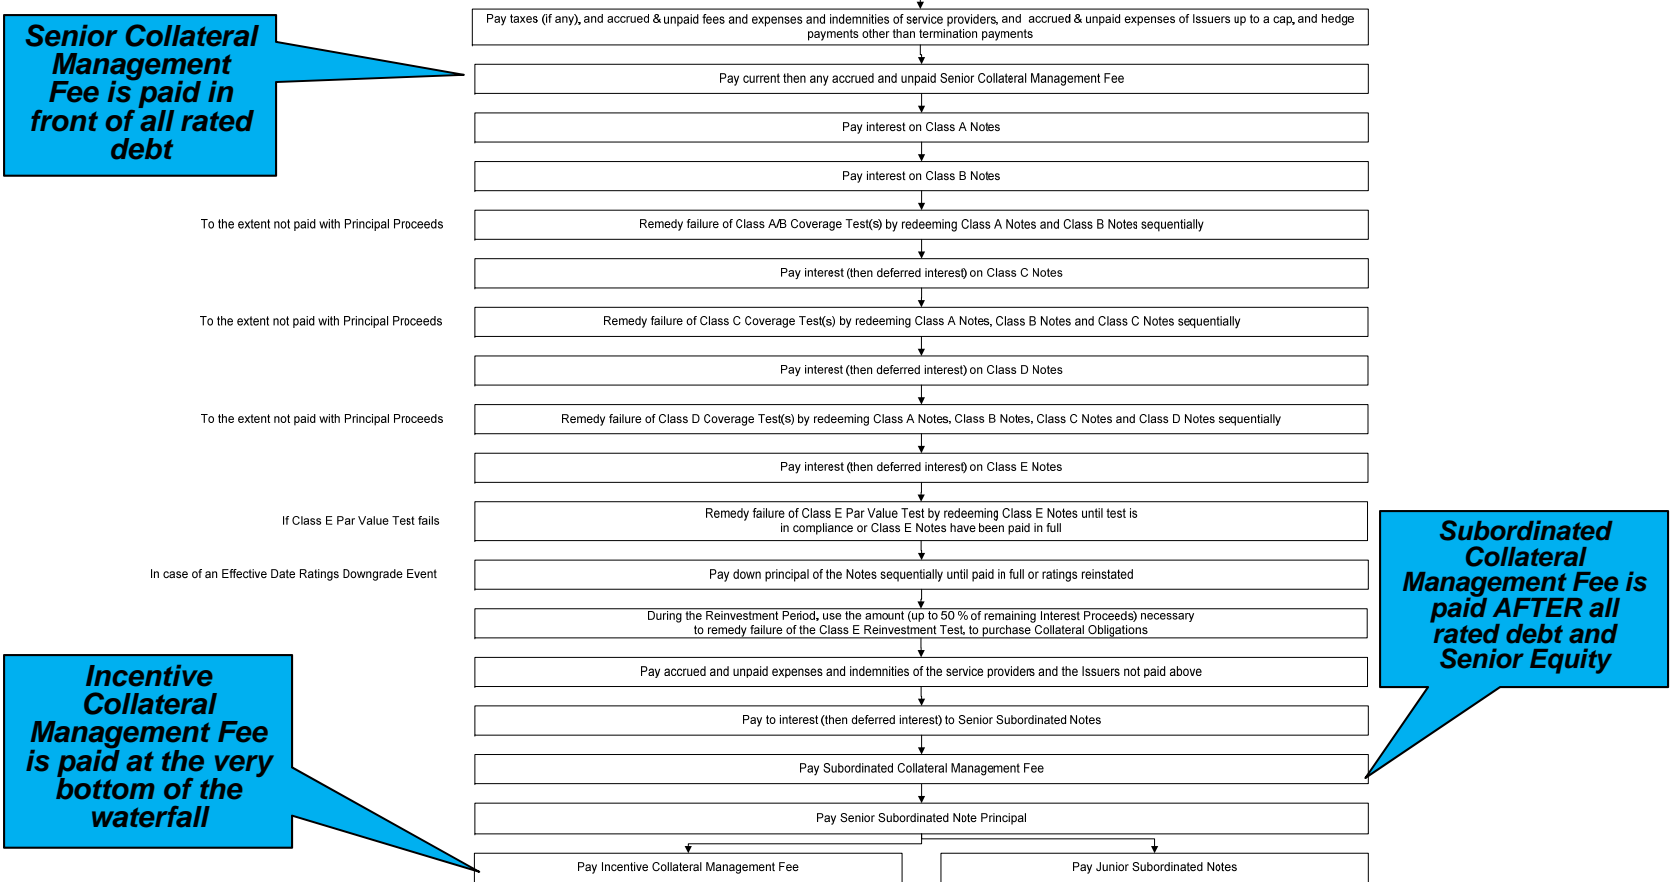 Pay taxes (if any), and accrued & unpaid fees and expenses and indemnities of service providers, and accrued & unpaid expenses of Issuers up to a cap, and hedge
payments other than termination payments
Senior Collateral
Management
Fee is paid in
front of all rated
debt
Pay current then any accrued and unpaid Senior Collateral Management Fee
Pay interest on Class A Notes
Pay interest on Class B Notes
To the extent not paid with Principal Proceeds
Remedy failure of Class A/B Coverage Test(s) by redeeming Class A Notes and Class B Notes sequentially
Pay interest (then deferred interest) on Class C Notes
To the extent not paid with Principal Proceeds
Remedy failure of Class C Coverage Test(s) by redeeming Class A Notes, Class B Notes and Class C Notes sequentially
Pay interest (then deferred interest) on Class D Notes
To the extent not paid with Principal Proceeds
Remedy failure of Class D Coverage Test(s) by redeeming Class A Notes, Class B Notes, Class C Notes and Class D Notes sequentially
Pay interest (then deferred interest) on Class E Notes
If Class E Par Value Test fails
Remedy failure of Class E Par Value Test by redeeming Class E Notes until test is
in compliance or Class E Notes have been paid in full
In case of an Effective Date Ratings Downgrade Event
Pay down principal of the Notes sequentially until paid in full or ratings reinstated
During the Reinvestment Period, use the amount (up to 50 % of remaining Interest Proceeds) necessary
to remedy failure of the Class E Reinvestment Test, to purchase Collateral Obligations
Subordinated
Collateral
Management Fee is
paid AFTER all
rated debt and
Senior Equity
Pay accrued and unpaid expenses and indemnities of the service providers and the Issuers not paid above
Pay to interest (then deferred interest) to Senior Subordinated Notes
Pay Subordinated Collateral Management Fee
Incentive
Collateral
Management Fee
is paid at the very
bottom of the
waterfall
Pay Senior Subordinated Note Principal
Pay Incentive Collateral Management Fee
Pay Junior Subordinated Notes